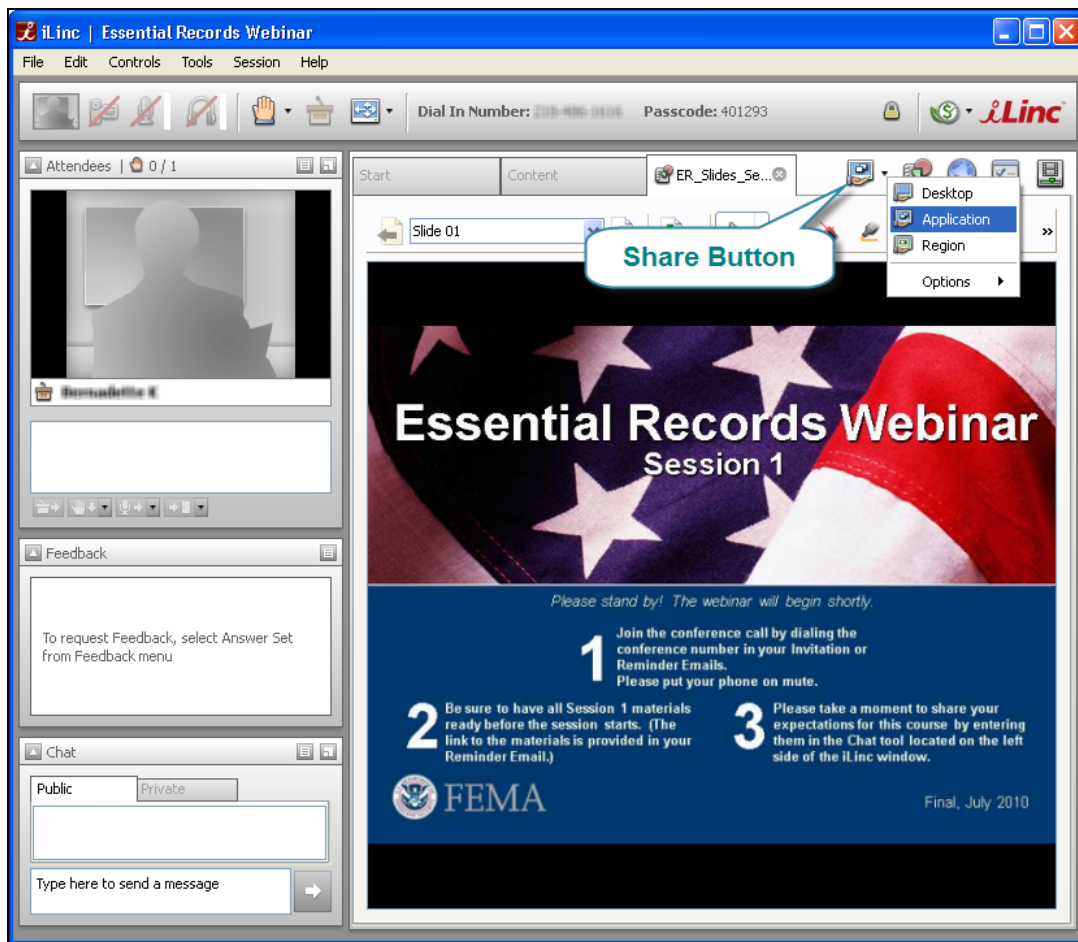 iLinc | Essential Records Webinar
File Edit Controls Tools Session Help
Dial In Number: Passcode: 401293
iLinc
Attendees | 0 / 1
Start Content ER_Slides_Se...
Desktop
Application
Region
Options
Slide 01
»
Share Button
Essential Records Webinar
Session 1
Please stand by! The webinar will begin shortly.
1 Join the conference call by dialing the
conference number in your Invitation or
Reminder Emails.
Please put your phone on mute.
2 Be sure to have all Session 1 materials
ready before the session starts. (The
link to the materials is provided in your
Reminder Email.)
3 Please take a moment to share your
expectations for this course by entering
them in the Chat tool located on the left
side of the iLinc window.
FEMA
Final, July 2010
Feedback
To request Feedback, select Answer Set
from Feedback menu
Chat
Public Private
Type here to send a message